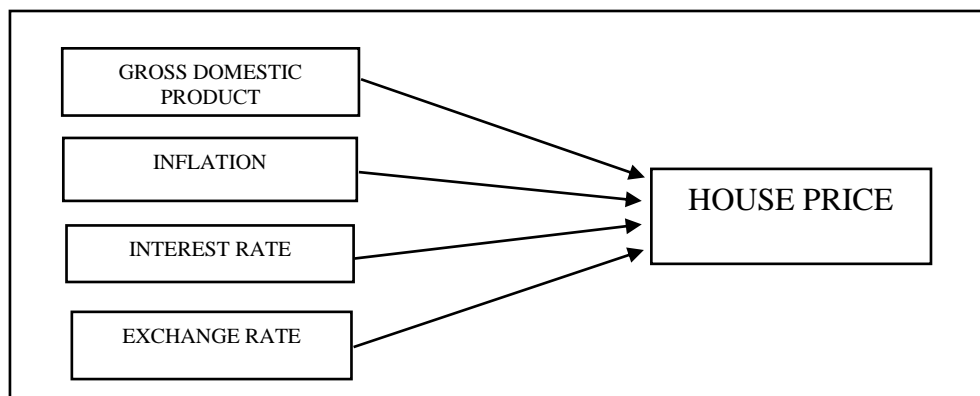 GROSS DOMESTIC
PRODUCT
INFLATION
INTEREST RATE
EXCHANGE RATE
HOUSE PRICE